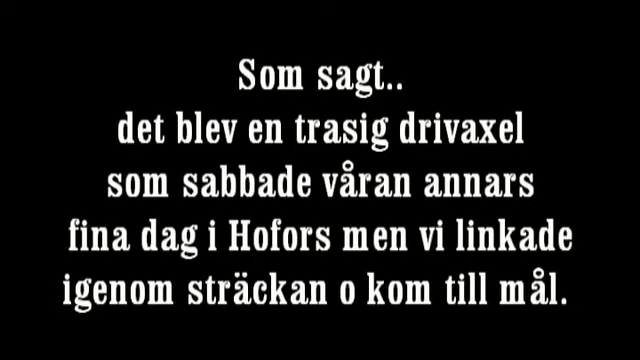 Som sagt..
det blev en trasig drivaxel
som sabbade våran annars
fina dag i Hofors men vi linkade
igenom sträckan o kom till mål.